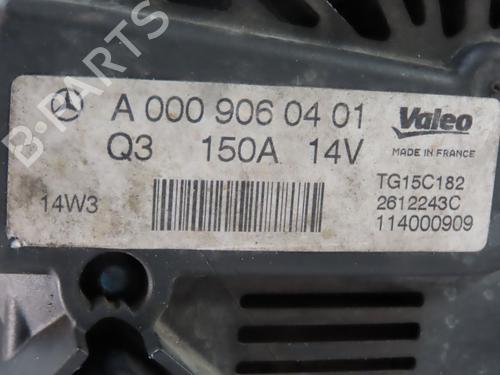 B-PARTS
A 000 906 04 01
Valeo
Q3 150A 14V
MADE IN FRANCE
TG15C182
14W3
2612243C
114000909